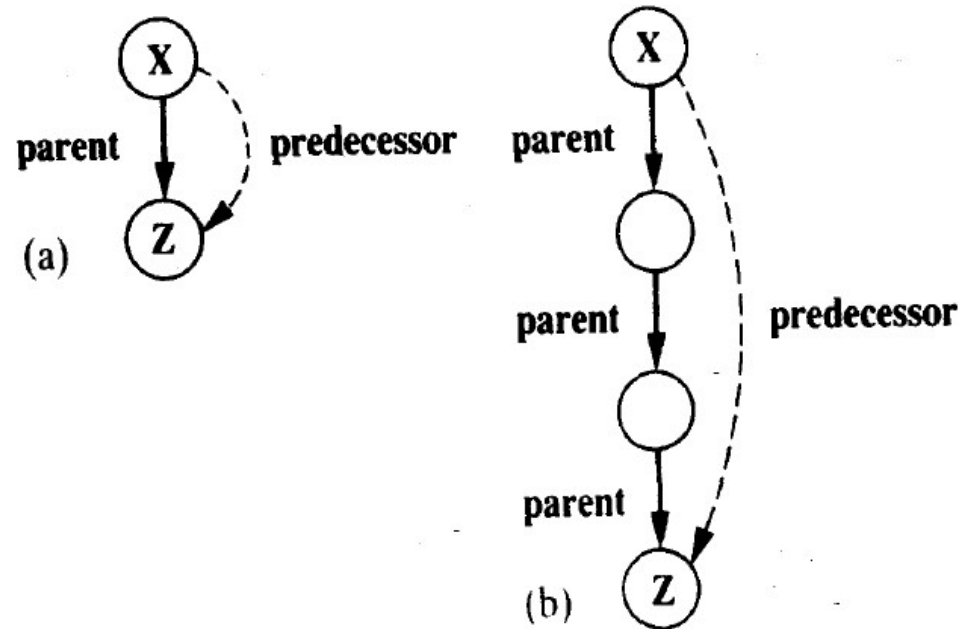 X
parent
predecessor
Z
(a)
X
parent
parent
predecessor
parent
Z
(b)